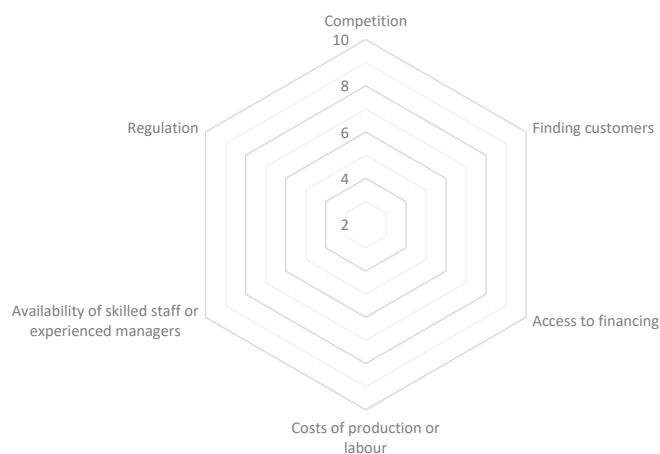 Competition
10
8
6
4
2
Regulation
Finding customers
Availability of skilled staff or
experienced managers
Access to financing
Costs of production or
labour